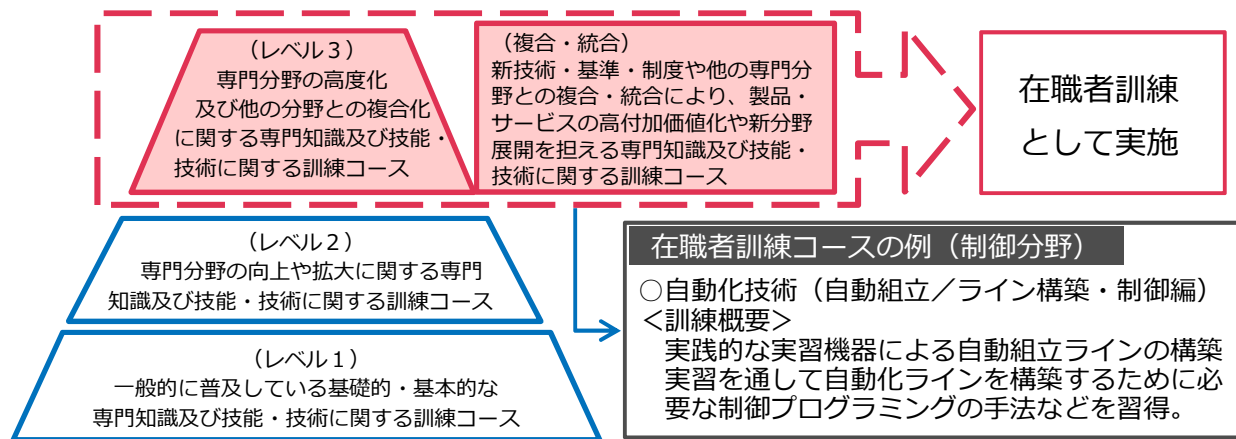 （レベル３）
専門分野の高度化
及び他の分野との複合化
に関する専門知識及び技能・
技術に関する訓練コース
（複合・統合）
新技術・基準・制度や他の専門分
野との複合・統合により、製品・
サービスの高付加価値化や新分野
展開を担える専門知識及び技能・
技術に関する訓練コース
在職者訓練
として実施
（レベル２）
専門分野の向上や拡大に関する専門
知識及び技能・技術に関する訓練コース
（レベル１）
一般的に普及している基礎的・基本的な
専門知識及び技能・技術に関する訓練コース
在職者訓練コースの例（制御分野）
○自動化技術（自動組立／ライン構築・制御編）
＜訓練概要＞
実践的な実習機器による自動組立ラインの構築
実習を通して自動化ラインを構築するために必
要な制御プログラミングの手法などを習得。